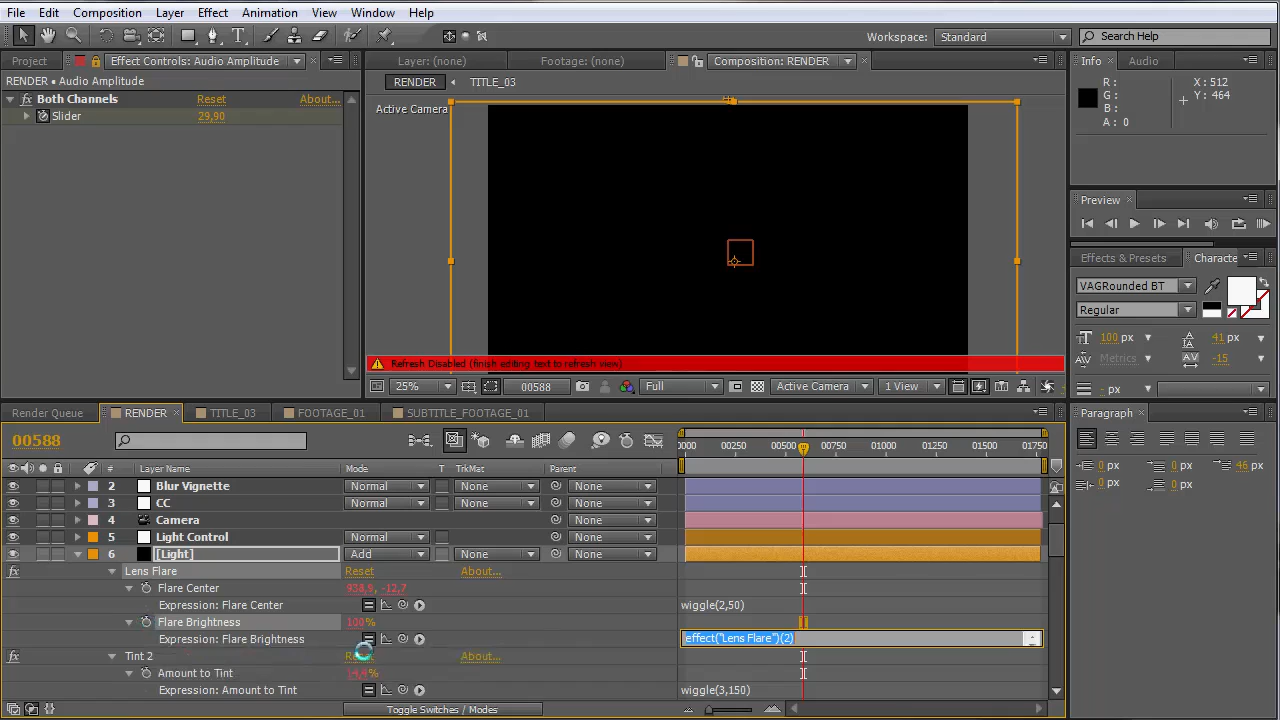 File Edit Composition Layer Effect Animation View Window Help
Workspace: Standard Search Help
Project Effect Controls: Audio Amplitude Layer: (none) Footage: (none) Composition: RENDER Info Audio
RENDER • Audio Amplitude RENDER TITLE_03
R: X: 512
G: Y: 464
B:
A: 0
Both Channels Reset About...
Slider 29,90
Active Camera
Preview
Effects & Presets Characte
VAGRounded BT
Regular
100 px 41 px
Metrics -15
- px
Refresh Disabled (finish editing text to refresh view)
25% 00588 Full Active Camera 1 View
Render Queue RENDER TITLE_03 FOOTAGE_01 SUBTITLE_FOOTAGE_01 Paragraph
00588 0000 00250 00500 00750 01000 01250 01500 01750
0 px 0 px 46 px
0 px 0 px
# Layer Name Mode T TrkMat Parent
2 Blur Vignette Normal None None
3 CC Normal None None
4 Camera None
5 Light Control Normal None
6 [Light] Add None None
Lens Flare Reset About...
Flare Center 938,9, -12,7
Expression: Flare Center wiggle(2,50)
Flare Brightness 100 %
Expression: Flare Brightness effect("Lens Flare")(2)
Tint 2 About...
Amount to Tint
Expression: Amount to Tint wiggle(3,150)
Toggle Switches / Modes